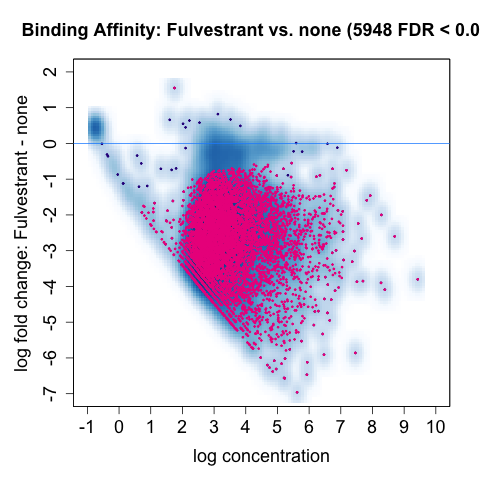 Binding Affinity: Fulvestrant vs. none (5948 FDR < 0.0
log fold change: Fulvestrant - none
2
1
0
-1
-2
-3
-4
-5
-6
-7
-1 0 1 2 3 4 5 6 7 8 9 10
log concentration